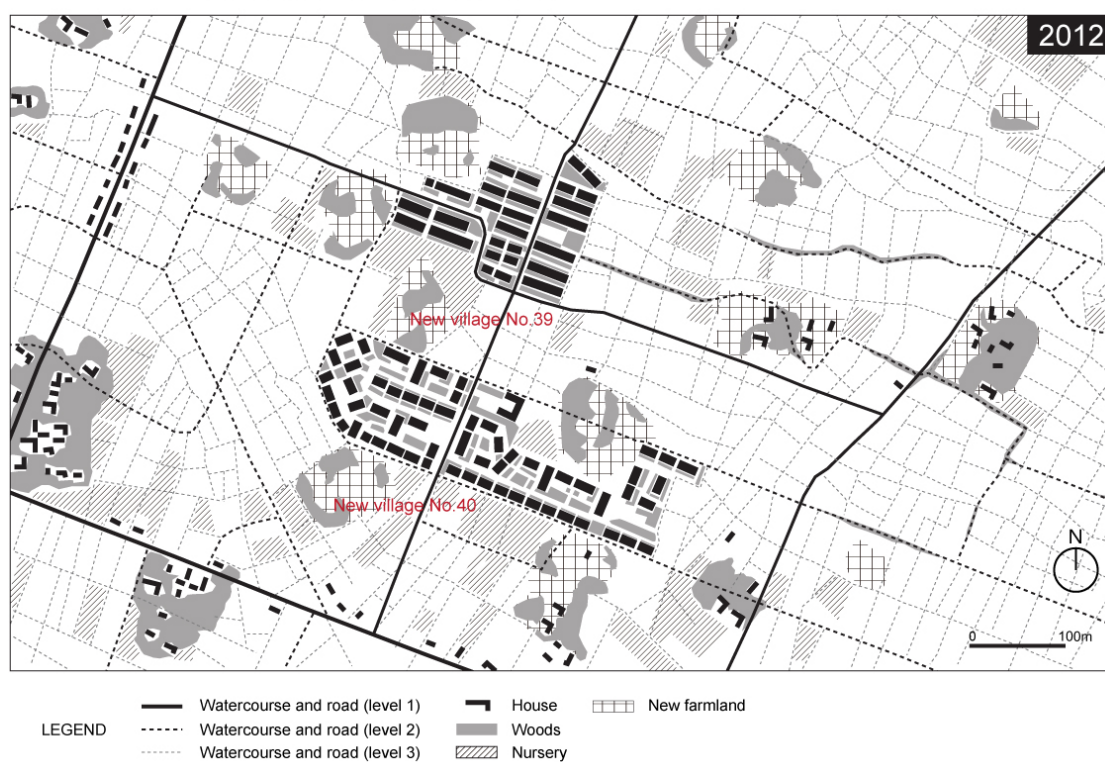 2012
New village No.39
New village No.40
N
0 100m
LEGEND
Watercourse and road (level 1)
Watercourse and road (level 2)
Watercourse and road (level 3)
House
Woods
Nursery
New farmland